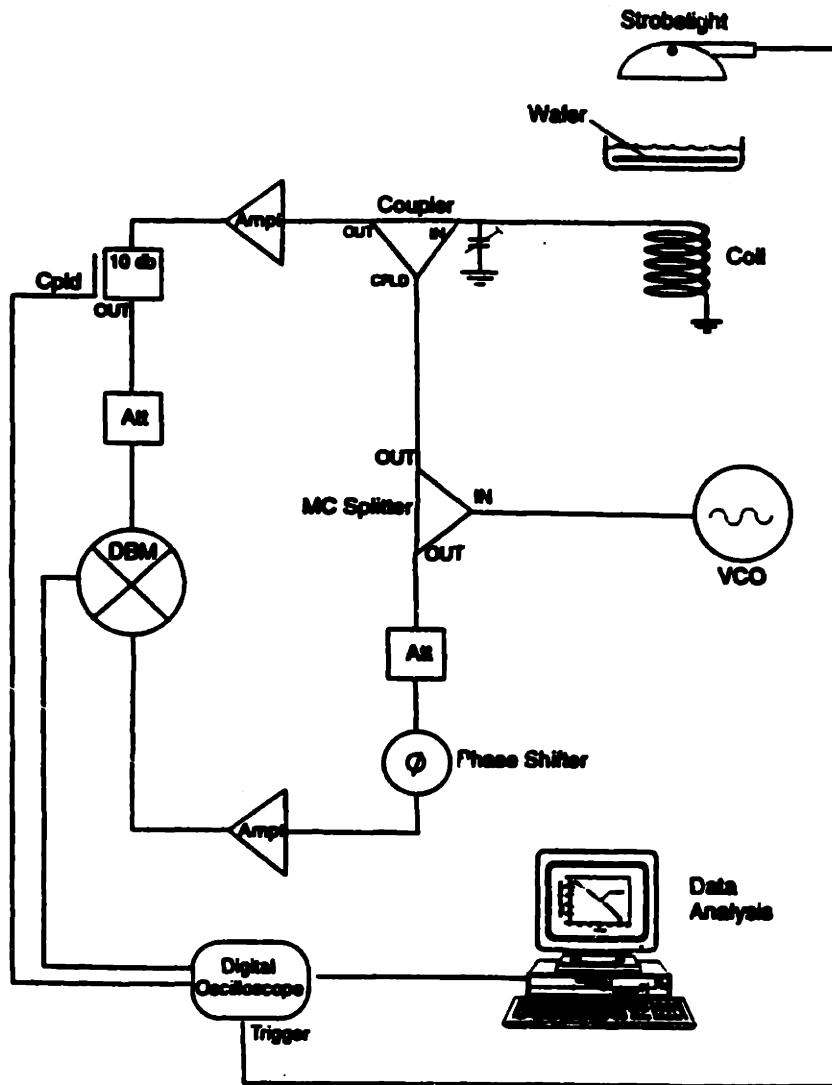 Strobelight
Wafer
Coupler
Ampl
OUT
IN
10 db
Cpld
CPLD
Coil
OUT
Att
OUT
IN
MC Splitter
DBM
OUT
VCO
Att
φ
Phase Shifter
Ampl
Data
Analysis
Digital
Oscilloscope
Trigger